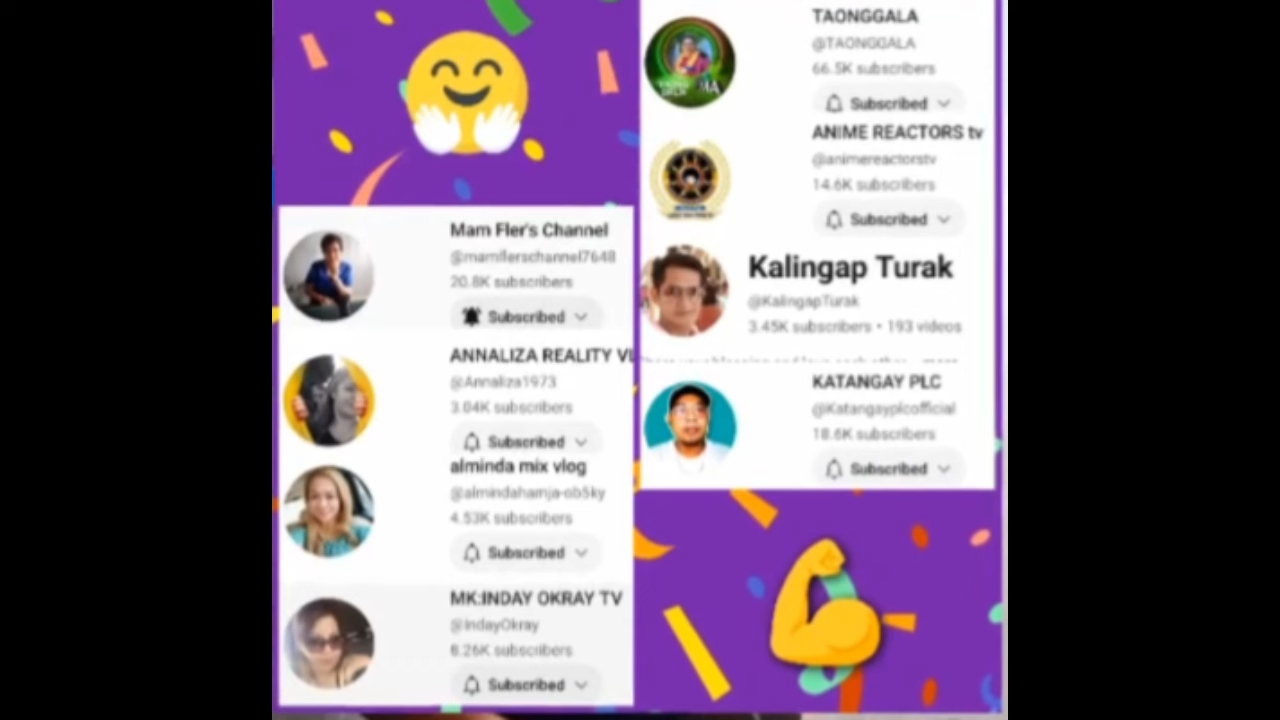 Mam Fler's Channel
@mamflerschannel7648
20.8K subscribers
Subscribed
ANNALIZA REALITY VL
@Annaliza1973
3.04K subscribers
Subscribed
alminda mix vlog
@almindahamja-ob5ky
4.53K subscribers
Subscribed
MK:INDAY OKRAY TV
@IndayOkray
6.26K subscribers
Subscribed
TAONGGALA
@TAONGGALA
66.5K subscribers
Subscribed
ANIME REACTORS tv
@animereactorstv
14.6K subscribers
Subscribed
Kalingap Turak
@KalingapTurak
3.45K subscribers • 193 videos
KATANGAY PLC
@Katangayplcofficial
18.6K subscribers
Subscribed